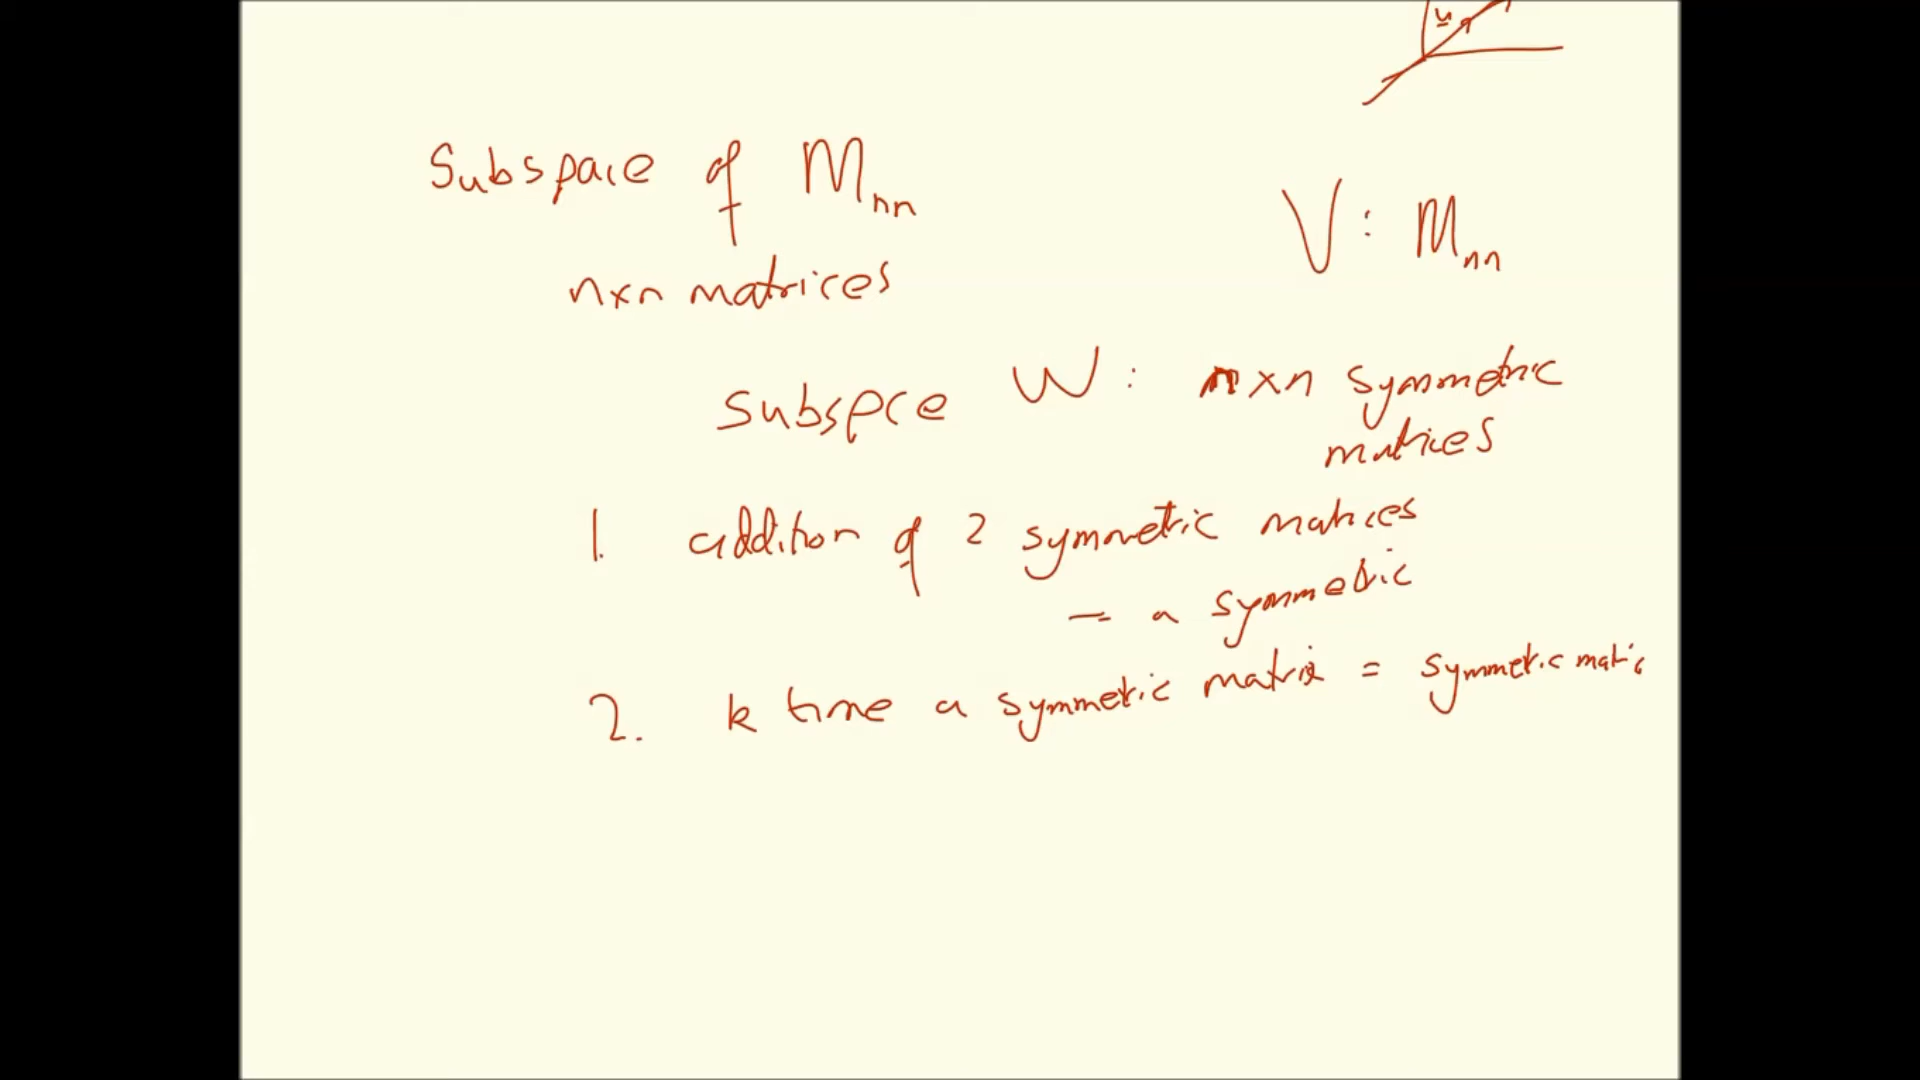 u
Subspace of Mnn
V: Mnn
nxn matrices
subspce W: nxn symmetric
matrices
1. addition of 2 symmetric matrices
= a symmetric
2. k time a symmetric matrix = symmetric matric